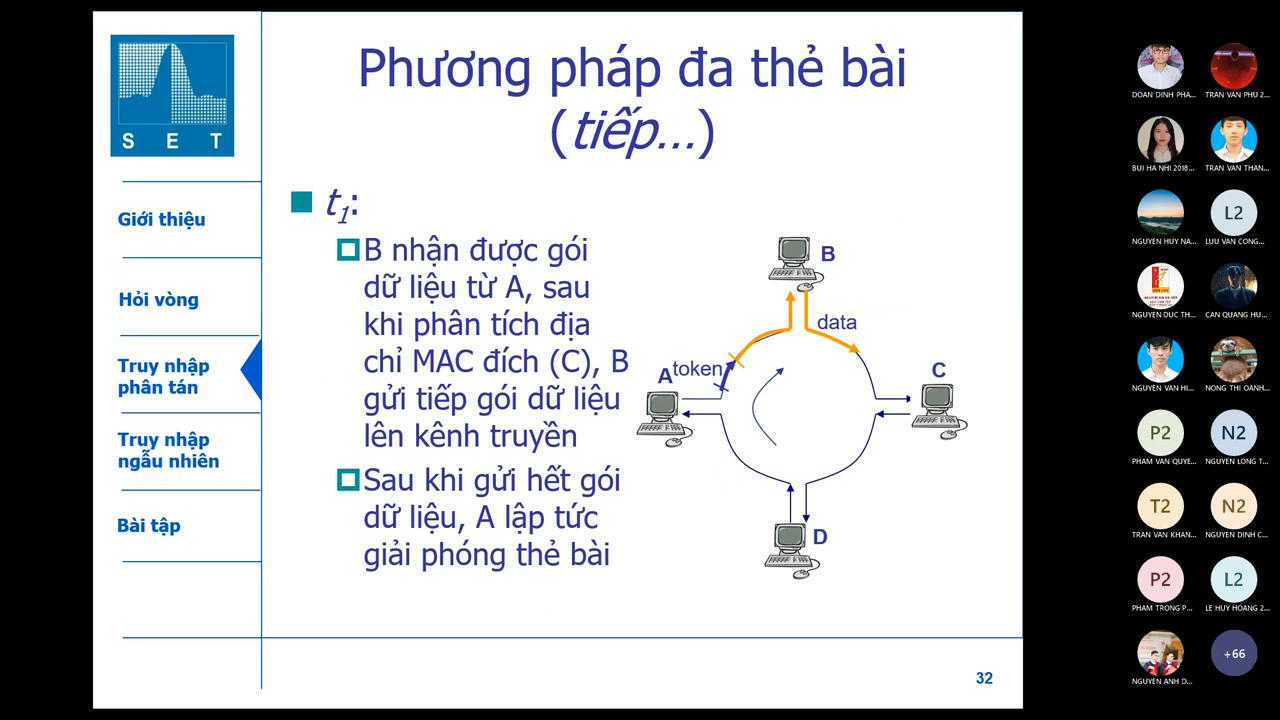 S E T
Phương pháp đa thẻ bài
(tiếp...)
Giới thiệu
Hỏi vòng
Truy nhập
phân tán
Truy nhập
ngẫu nhiên
Bài tập
t1:
B nhận được gói
dữ liệu từ A, sau
khi phân tích địa
chỉ MAC đích (C), B
gửi tiếp gói dữ liệu
lên kênh truyền
Sau khi gửi hết gói
dữ liệu, A lập tức
giải phóng thẻ bài
B
data
token
A
C
D
32
DOAN DINH PHA...
TRAN VAN PHU 2...
BUI HA NHI 2018...
TRAN VAN THAN...
NGUYEN HUY NA...
L2
LUU VAN CONG...
NGUYEN DUC TH...
CAN QUANG HU...
NGUYEN VAN HI...
NONG THI OANH...
P2
PHAM VAN QUYE...
N2
NGUYEN LONG T...
T2
TRAN VAN KHAN...
N2
NGUYEN DINH C...
P2
PHAM TRONG P...
L2
LE HUY HOANG 2...
NGUYEN ANH D...
+66